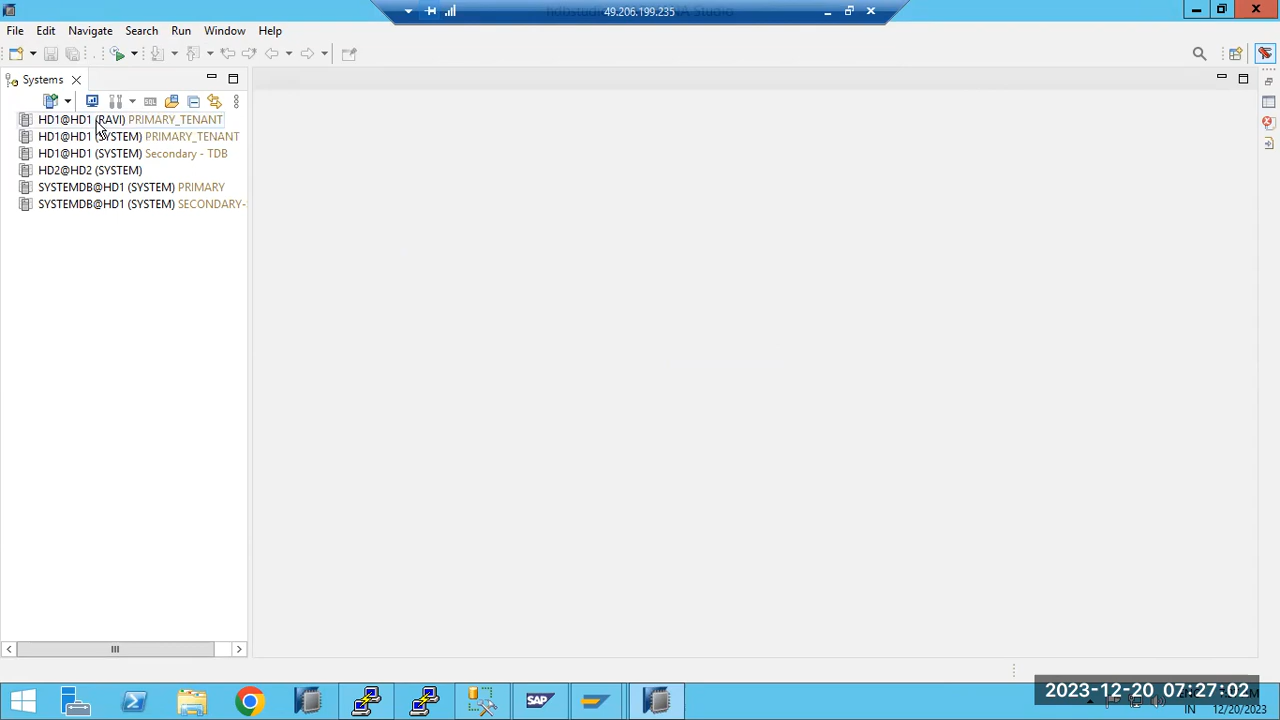 49.206.199.235
File Edit Navigate Search Run Help
Systems
SQL
HD1@HD1 (RAVI) PRIMARY_TENANT
HD1@HD1 (SYSTEM) PRIMARY_TENANT
HD1@HD1 (SYSTEM) Secondary - TDB
HD2@HD2 (SYSTEM)
SYSTEMDB@HD1 (SYSTEM) PRIMARY
SYSTEMDB@HD1 (SYSTEM) SECONDARY-
SAP
2023-12-20 07:27:02
IN 12/20/2023